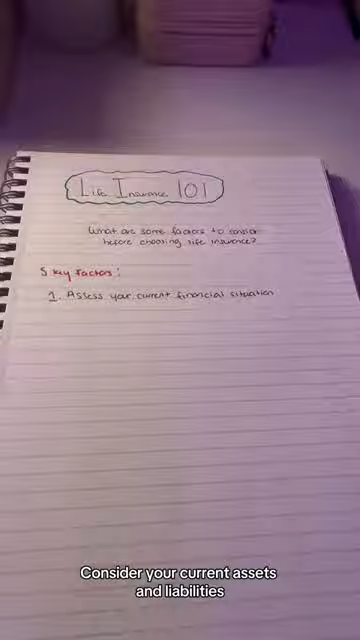 Life Insurance 101
What are some factors to consider
before choosing life insurance?
5 key factors:
1. Assess your current financial situation
Consider your current assets
and liabilities